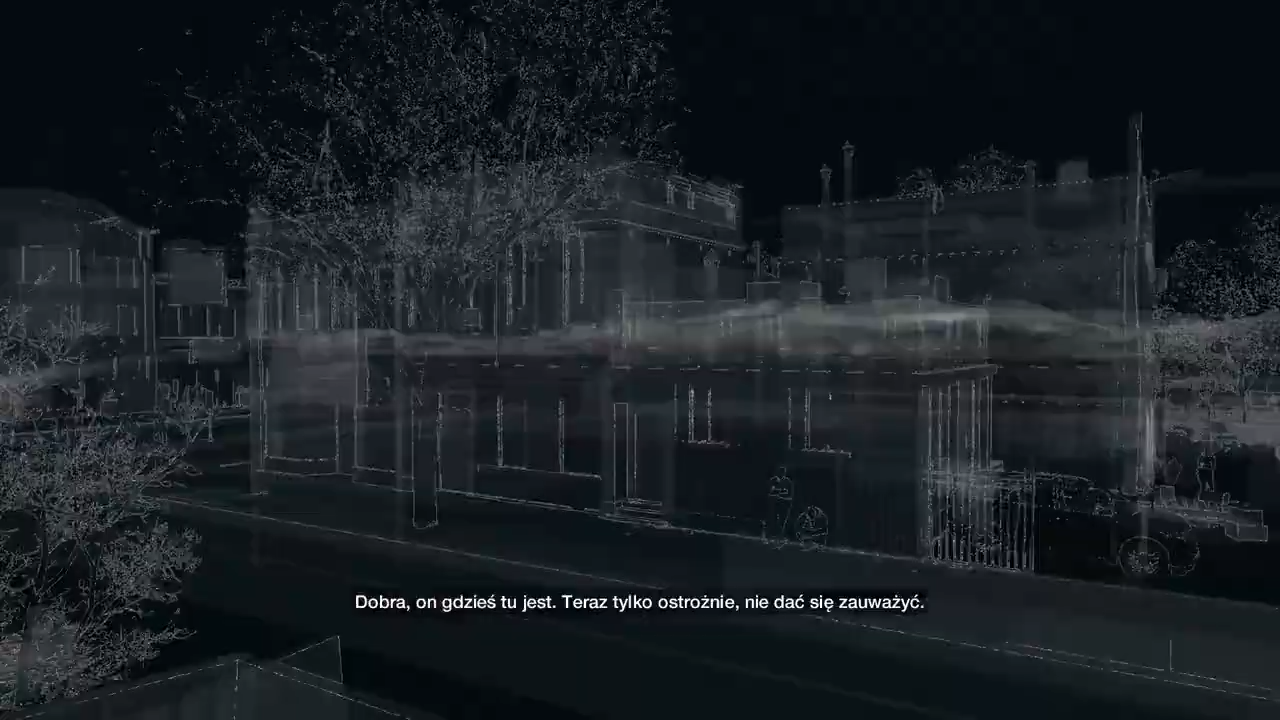 Dobra, on gdzieś tu jest. Teraz tylko ostrożnie, nie dać się zauważyć.